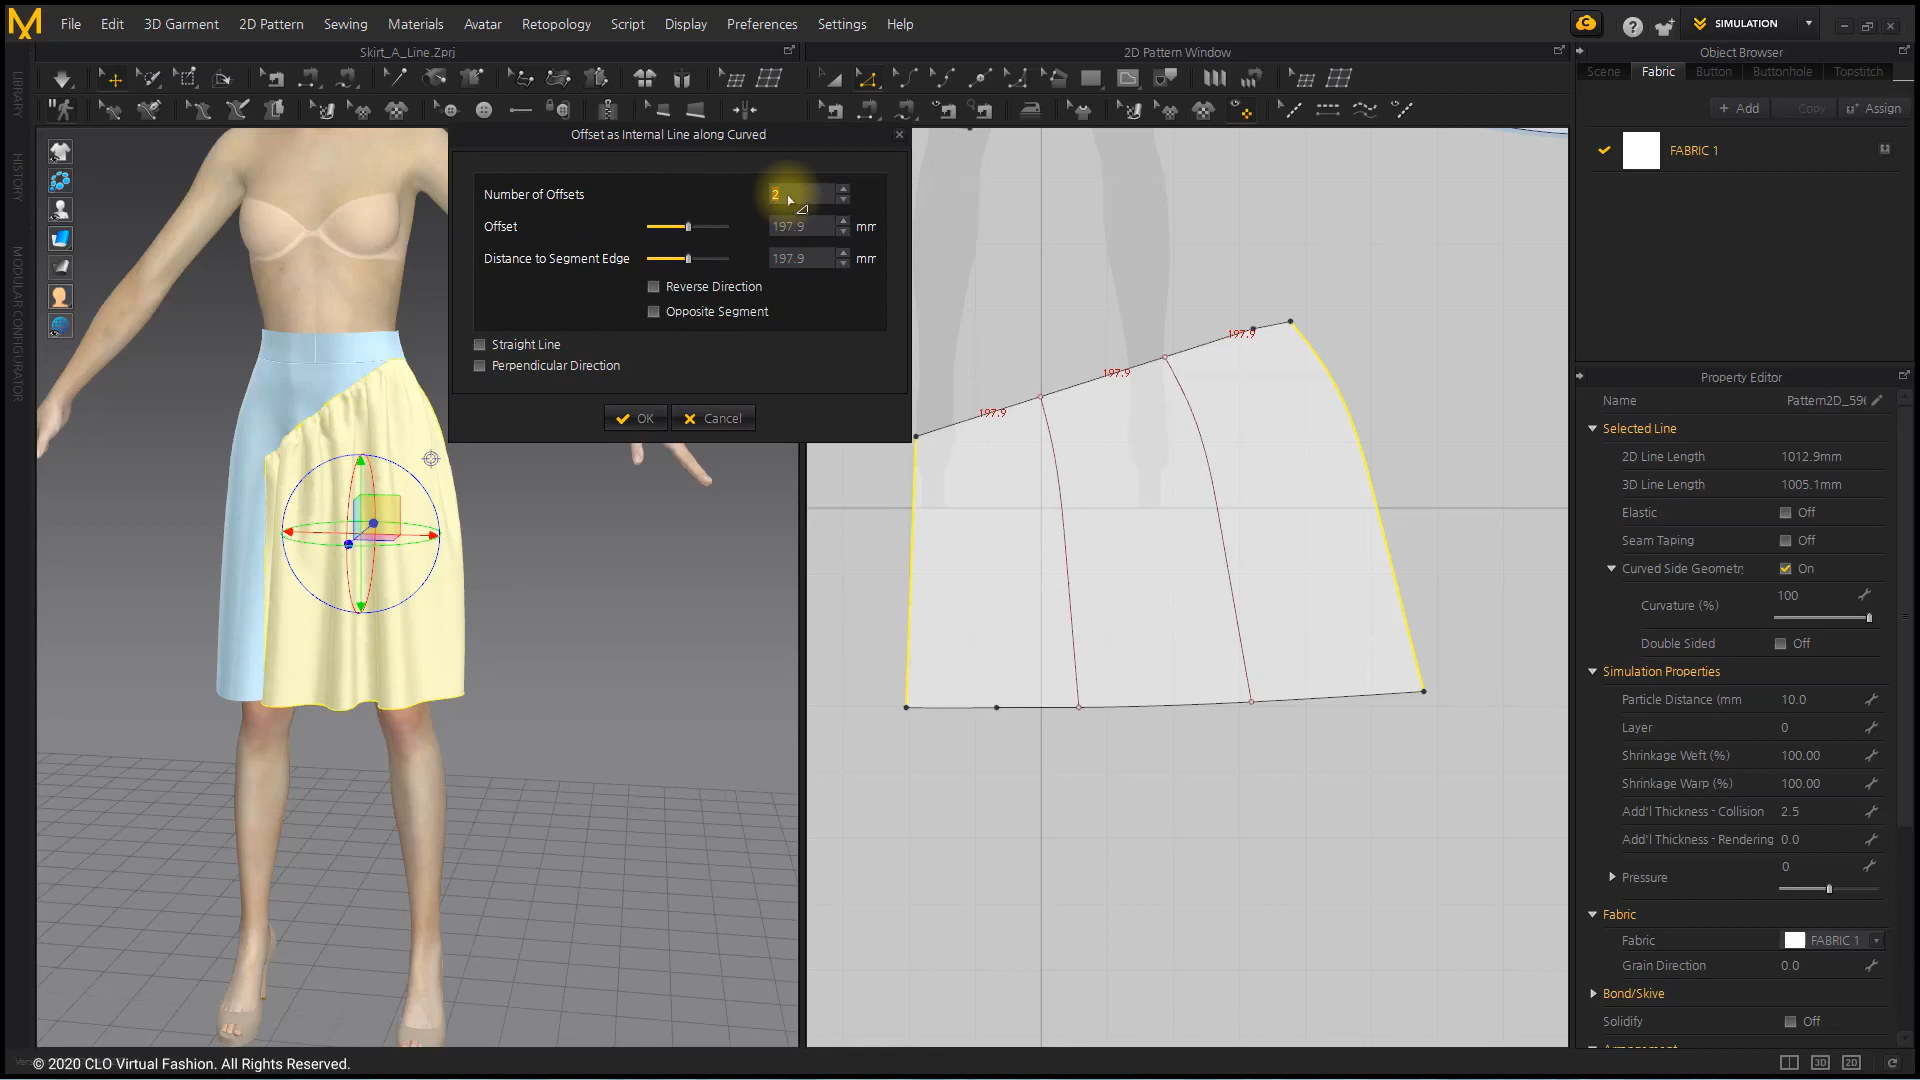 File Edit 3D Garment 2D Pattern Sewing Materials Avatar Retopology Script Display Preferences Settings Help
SIMULATION
Skirt_A_Line.Zprj
2D Pattern Window
Object Browser
Scene Fabric Button Buttonhole Topstitch
+ Add Copy Assign
FABRIC 1
LIBRARY
HISTORY
MODULAR CONFIGURATOR
Offset as Internal Line along Curved
Number of Offsets 2
Offset 197.9 mm
Distance to Segment Edge 197.9 mm
Reverse Direction
Opposite Segment
Straight Line
Perpendicular Direction
OK Cancel
197.9
197.9
197.9
Property Editor
Name Pattern2D_596
Selected Line
2D Line Length 1012.9mm
3D Line Length 1005.1mm
Elastic Off
Seam Taping Off
Curved Side Geometr On
Curvature (%) 100
Double Sided Off
Simulation Properties
Particle Distance (mm 10.0
Layer 0
Shrinkage Weft (%) 100.00
Shrinkage Warp (%) 100.00
Add'l Thickness - Collision 2.5
Add'l Thickness - Rendering 0.0
Pressure 0
Fabric
Fabric FABRIC 1
Grain Direction 0.0
Bond/Skive
Solidify Off
© 2020 CLO Virtual Fashion. All Rights Reserved.
3D 2D